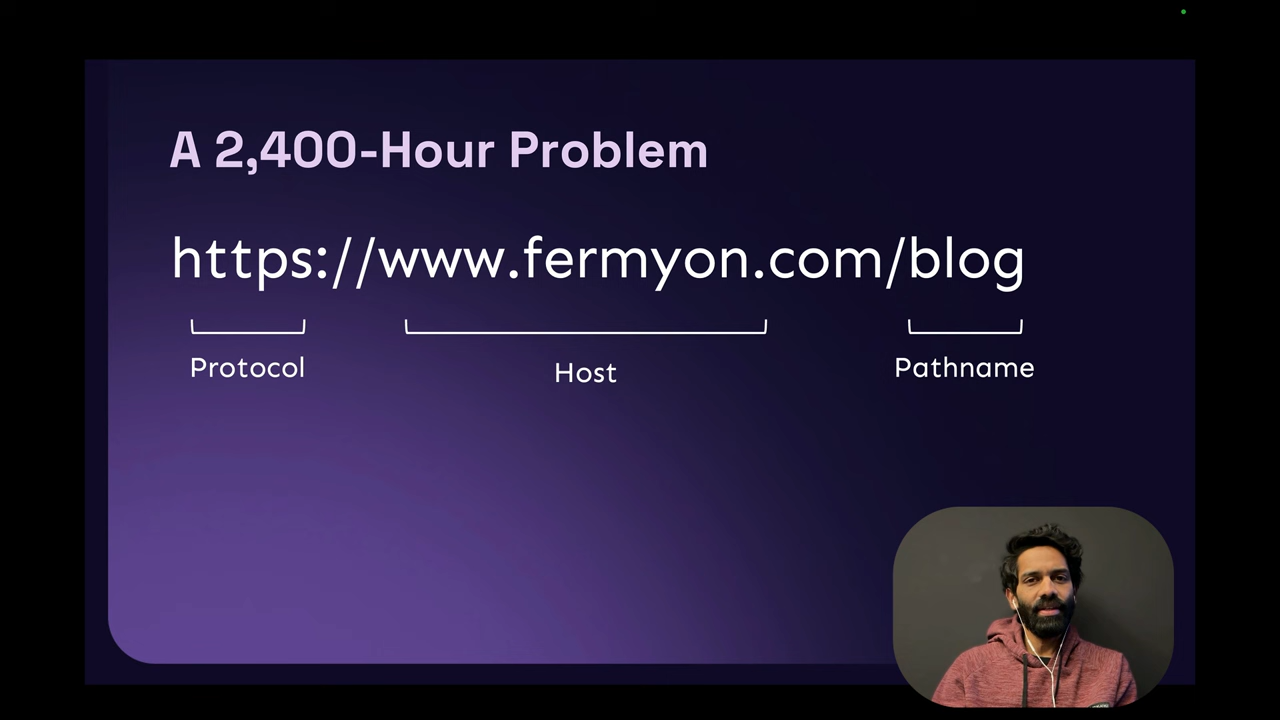 A 2,400-Hour Problem
https://www.fermyon.com/blog
Protocol
Host
Pathname